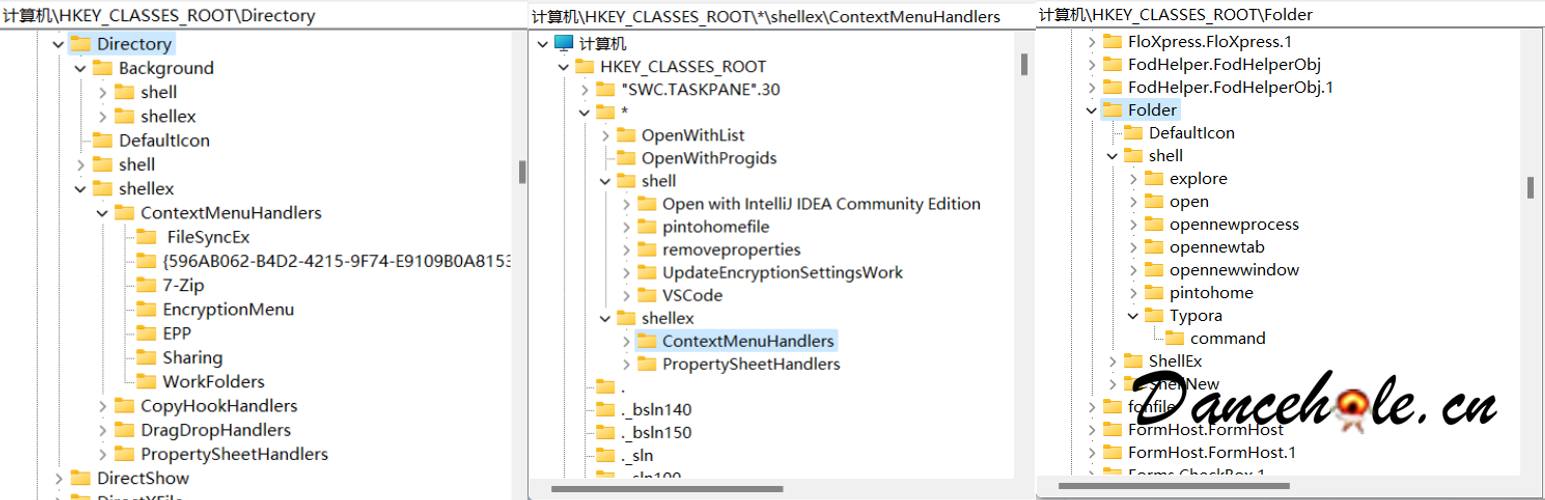 计算机\HKEY_CLASSES_ROOT\Directory
Directory
Background
shell
shellex
DefaultIcon
shell
shellex
ContextMenuHandlers
FileSyncEx
{596AB062-B4D2-4215-9F74-E9109B0A8153
7-Zip
EncryptionMenu
EPP
Sharing
WorkFolders
CopyHookHandlers
DragDropHandlers
PropertySheetHandlers
DirectShow
DirectXFile
计算机\HKEY_CLASSES_ROOT\*\shellex\ContextMenuHandlers
计算机
HKEY_CLASSES_ROOT
"SWC.TASKPANE".30
*
OpenWithList
OpenWithProgids
shell
Open with IntelliJ IDEA Community Edition
pintohomefile
removeproperties
UpdateEncryptionSettingsWork
VSCode
shellex
ContextMenuHandlers
PropertySheetHandlers
.
._bsln140
._bsln150
._sln
._sln100
计算机\HKEY_CLASSES_ROOT\Folder
FloXpress.FloXpress.1
FodHelper.FodHelperObj
FodHelper.FodHelperObj.1
Folder
DefaultIcon
shell
explore
open
opennewprocess
opennewtab
opennewwindow
pintohome
Typora
command
ShellEx
ShellNew
fonfile
FormHost.FormHost
FormHost.FormHost.1
Forms.CheckBox.1
Dancehole.cn